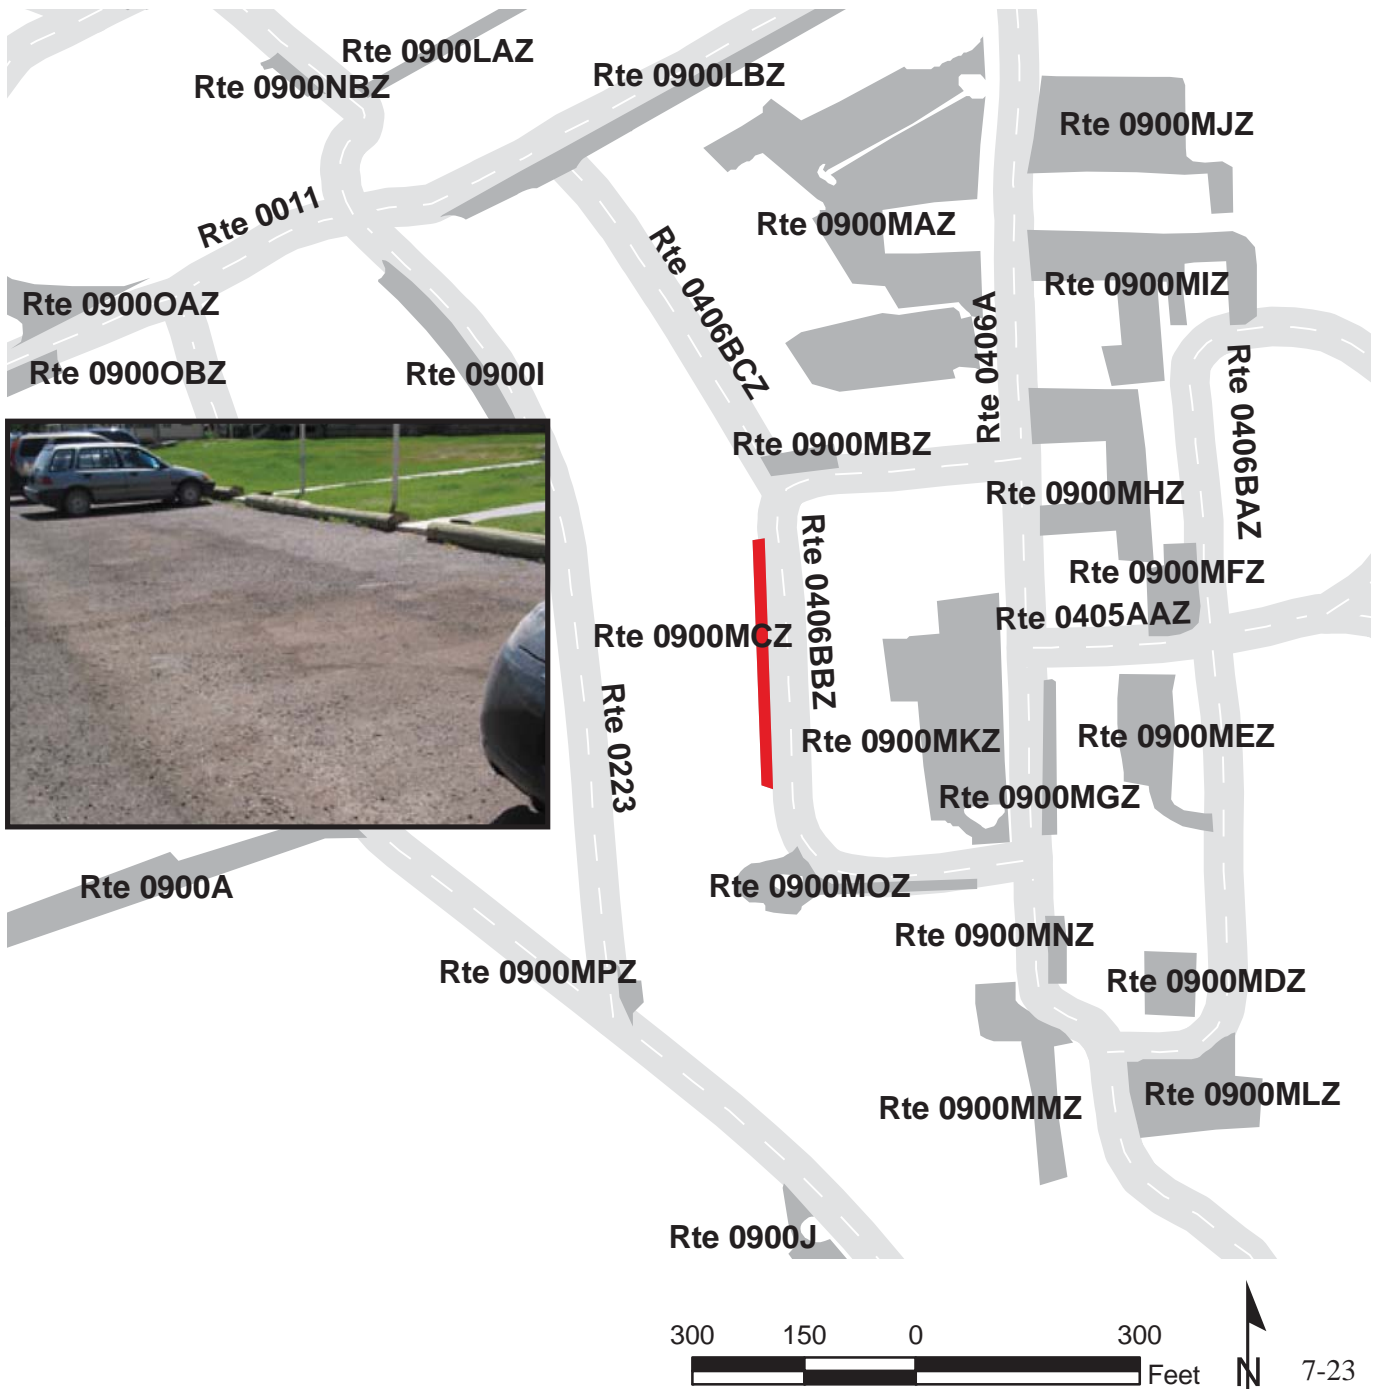 Rte 0900LAZ
Rte 0900NBZ
Rte 0900LBZ
Rte 0900MJZ
Rte 0011
Rte 0900MAZ
Rte 0406BCZ
Rte 0900OAZ
Rte 0900MIZ
Rte 0406A
Rte 0900OBZ
Rte 0900I
Rte 0406BAZ
Rte 0900MBZ
Rte 0900MHZ
Rte 0406BBZ
Rte 0900MFZ
Rte 0405AAZ
Rte 0900MCZ
Rte 0223
Rte 0900MKZ
Rte 0900MEZ
Rte 0900MGZ
Rte 0900A
Rte 0900MOZ
Rte 0900MNZ
Rte 0900MPZ
Rte 0900MDZ
Rte 0900MMZ
Rte 0900MLZ
Rte 0900J
300 150 0 300
Feet N 7-23